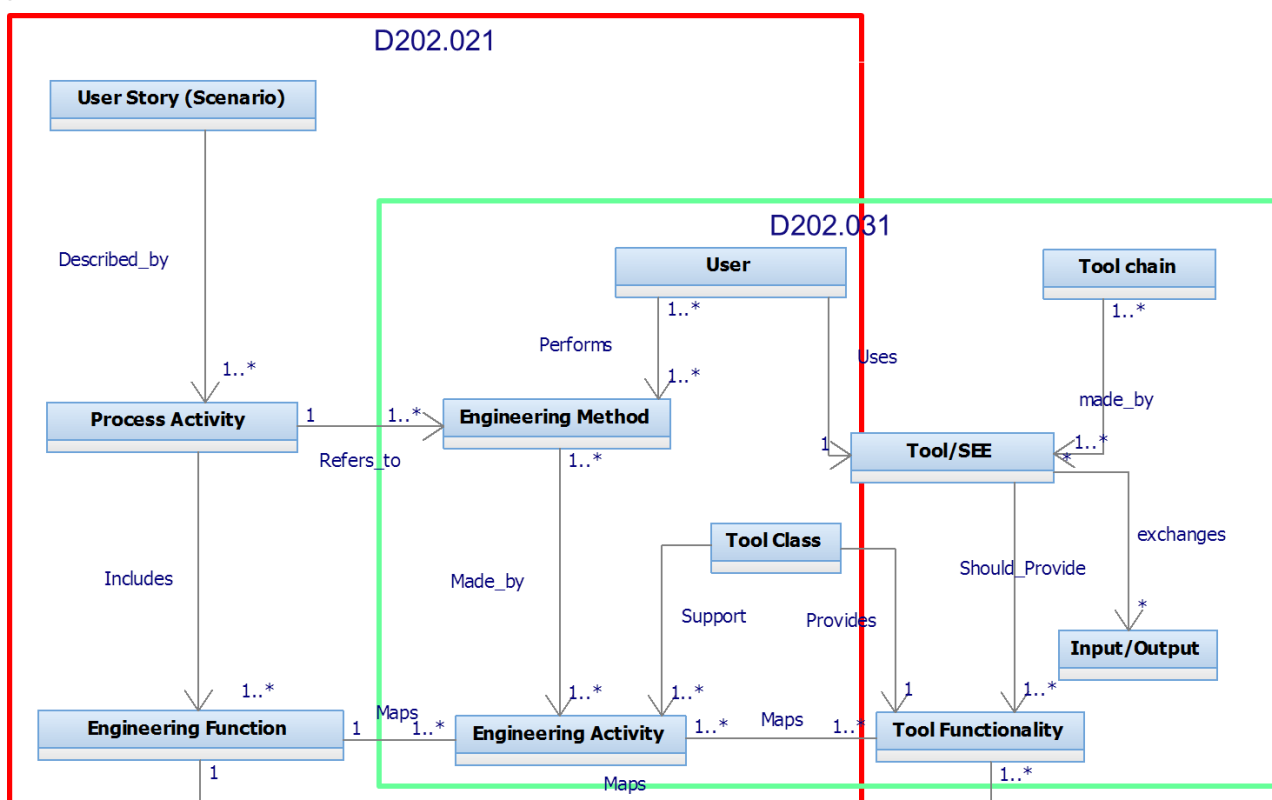 D202.021
User Story (Scenario)
Described_by
D202.031
User
Tool chain
1..*
1..*
Performs
Uses
1..*
1..*
made_by
Process Activity
1
1..*
Refers_to
Engineering Method
1..*
1
Tool/SEE
1..*
*
exchanges
Tool Class
Should_Provide
Includes
Made_by
Support
Provides
*
Input/Output
1..*
1..*
1..*
1
1..*
Engineering Function
1
Maps
1..*
Engineering Activity
1..*
Maps
1..*
Tool Functionality
1
Maps
1..*